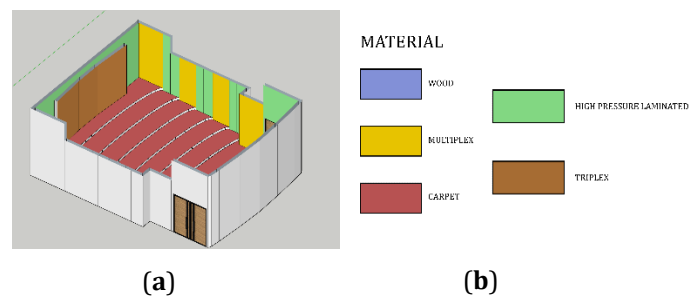 MATERIAL
WOOD
HIGH PRESSURE LAMINATED
MULTIPLEX
TRIPLEX
CARPET
(a)
(b)